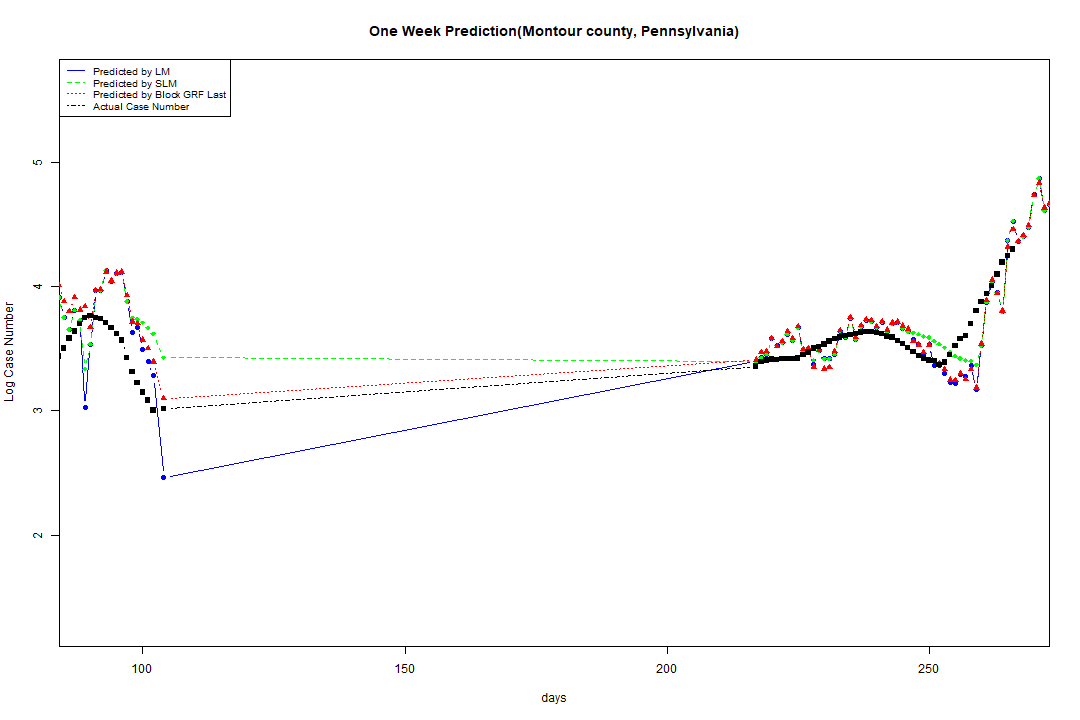 One Week Prediction(Montour county, Pennsylvania)
Predicted by LM
Predicted by SLM
Predicted by Block GRF Last
Actual Case Number
Log Case Number
5
4
3
2
100 150 200 250
days